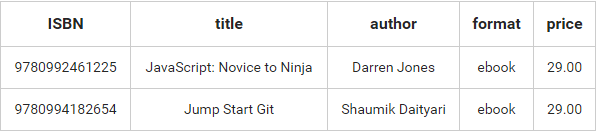 ISBN title author format price
9780992461225 JavaScript: Novice to Ninja Darren Jones ebook 29.00
9780994182654 Jump Start Git Shaumik Daityari ebook 29.00